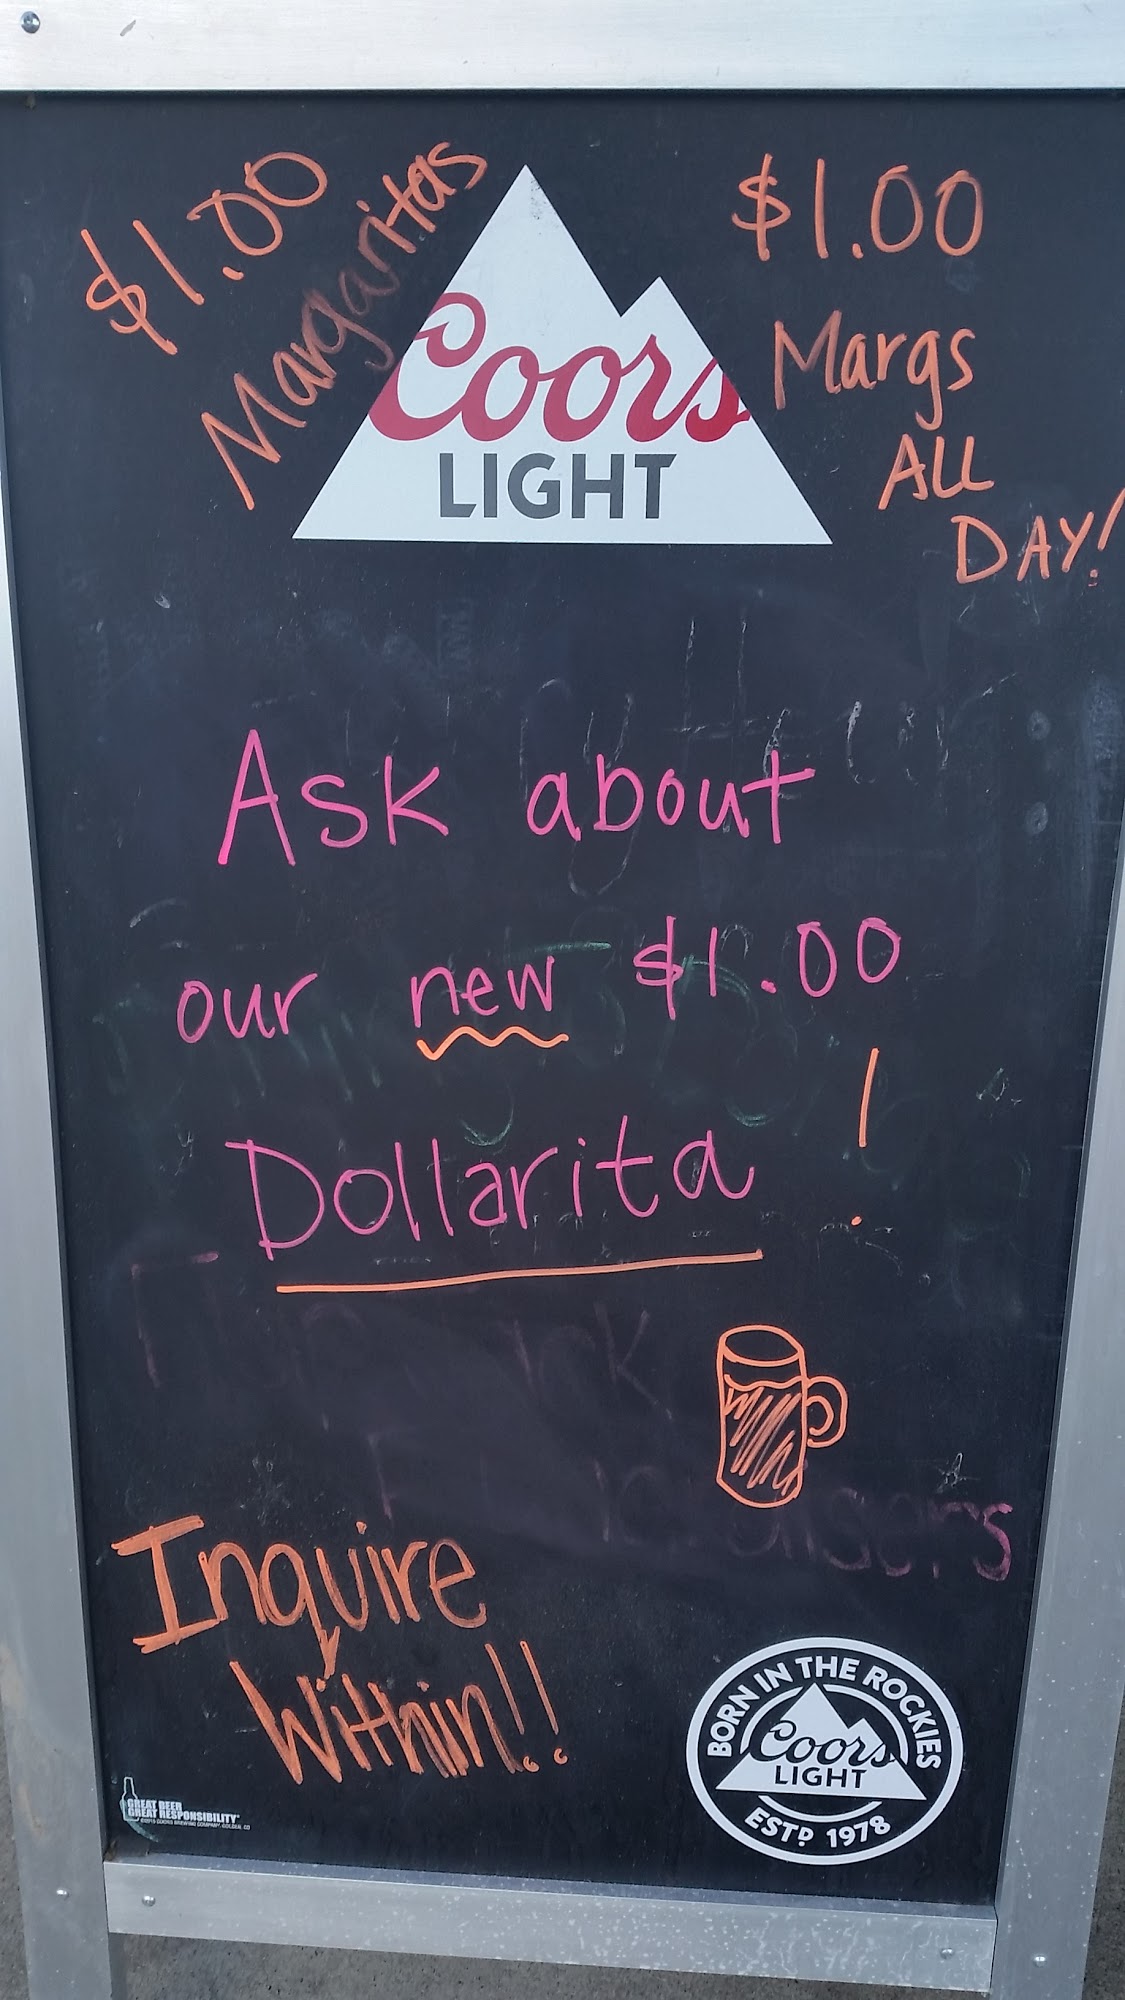 $1.00
Margaritas
$1.00
Margs
ALL
DAY!
Coors
LIGHT
Ask about
our new $1.00
Dollarita !
Inquire
Within!!
BORN IN THE ROCKIES
Coors
LIGHT
ESTD 1978
GREAT BEER
GREAT RESPONSIBILITY